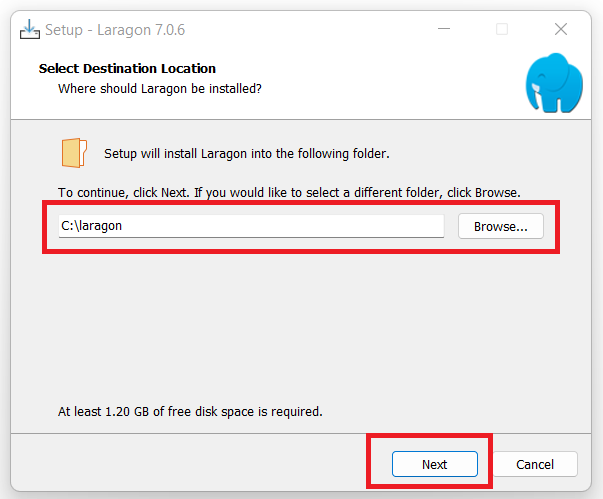 Setup - Laragon 7.0.6
Select Destination Location
Where should Laragon be installed?
Setup will install Laragon into the following folder.
To continue, click Next. If you would like to select a different folder, click Browse.
C:\laragon
Browse...
At least 1.20 GB of free disk space is required.
Next
Cancel